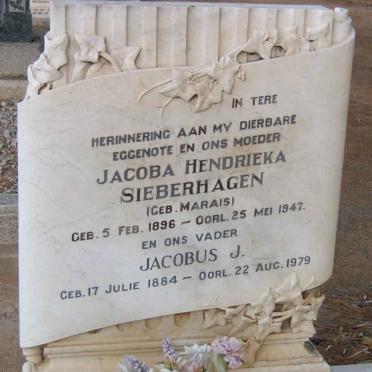 IN TERE
HERINNERING AAN MY DIERBARE
EGGENOTE EN ONS MOEDER
JACOBA HENDRIEKA
SIEBERHAGEN
(GEB. MARAIS)
GEB. 5 FEB. 1896 — OORL. 25 MEI 1947.
EN ONS VADER
JACOBUS J.
GEB. 17 JULIE 1884 — OORL. 22 AUG. 1979